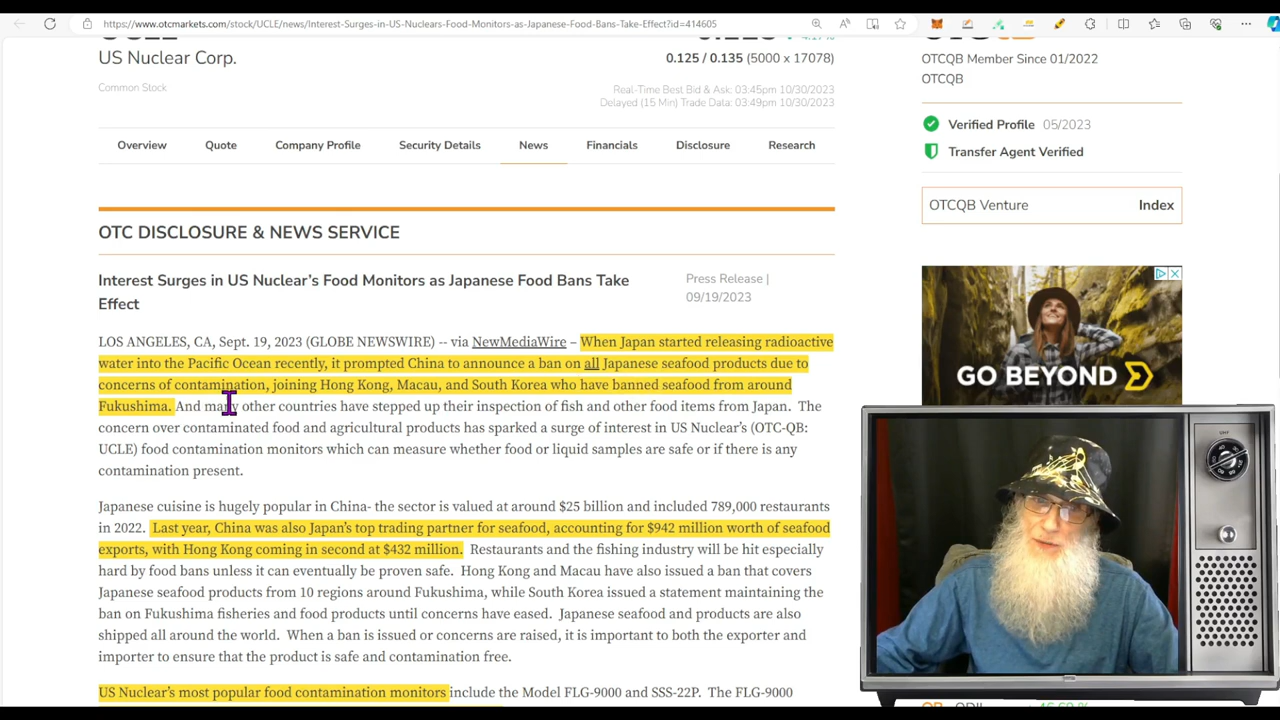 https://www.otcmarkets.com/stock/UCLE/news/Interest-Surges-in-US-Nuclears-Food-Monitors-as-Japanese-Food-Bans-Take-Effect?id=414605
US Nuclear Corp.
0.125 / 0.135 (5000 x 17078)
Common Stock
Real-Time Best Bid & Ask: 03:45pm 10/30/2023
Delayed (15 Min) Trade Data: 03:49pm 10/30/2023
Overview Quote Company Profile Security Details News Financials Disclosure Research
OTCQB Member Since 01/2022
OTCQB
Verified Profile 05/2023
Transfer Agent Verified
OTCQB Venture Index
OTC DISCLOSURE & NEWS SERVICE
Interest Surges in US Nuclear’s Food Monitors as Japanese Food Bans Take
Effect
Press Release |
09/19/2023
LOS ANGELES, CA, Sept. 19, 2023 (GLOBE NEWSWIRE) -- via NewMediaWire – When Japan started releasing radioactive
water into the Pacific Ocean recently, it prompted China to announce a ban on all Japanese seafood products due to
concerns of contamination, joining Hong Kong, Macau, and South Korea who have banned seafood from around
Fukushima. And many other countries have stepped up their inspection of fish and other food items from Japan. The
concern over contaminated food and agricultural products has sparked a surge of interest in US Nuclear’s (OTC-QB:
UCLE) food contamination monitors which can measure whether food or liquid samples are safe or if there is any
contamination present.
Japanese cuisine is hugely popular in China- the sector is valued at around $25 billion and included 789,000 restaurants
in 2022. Last year, China was also Japan’s top trading partner for seafood, accounting for $942 million worth of seafood
exports, with Hong Kong coming in second at $432 million. Restaurants and the fishing industry will be hit especially
hard by food bans unless it can eventually be proven safe. Hong Kong and Macau have also issued a ban that covers
Japanese seafood products from 10 regions around Fukushima, while South Korea issued a statement maintaining the
ban on Fukushima fisheries and food products until concerns have eased. Japanese seafood and products are also
shipped all around the world. When a ban is issued or concerns are raised, it is important to both the exporter and
importer to ensure that the product is safe and contamination free.
US Nuclear’s most popular food contamination monitors include the Model FLG-9000 and SSS-22P. The FLG-9000
GO BEYOND